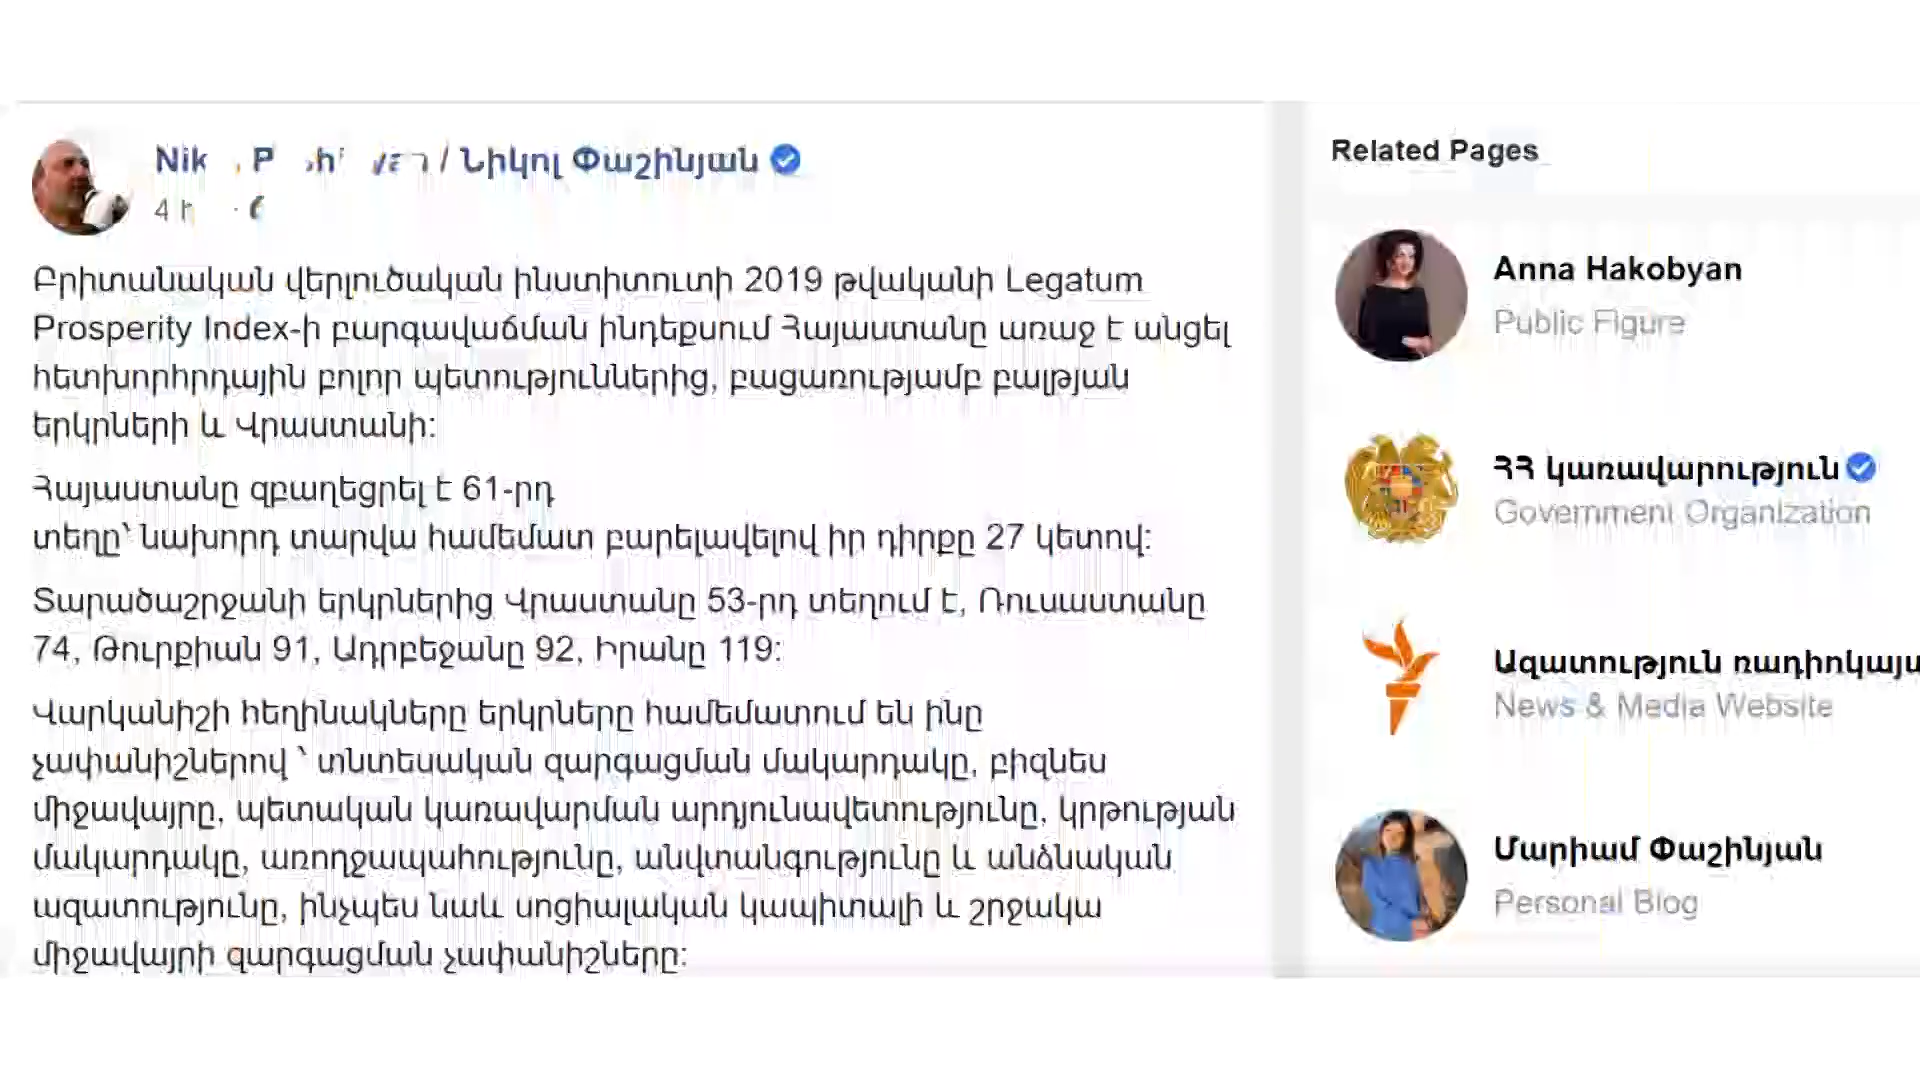 / Նիկոլ Փաշինյան
Բրիտանական վերլուծական ինստիտուտի 2019 թվականի Legatum
Prosperity Index-ի բարգավաճման ինդեքսում Հայաստանը առաջ է անցել
հետխորհրդային բոլոր պետություններից, բացառությամբ բալթյան
երկրների և Վրաստանի:
Հայաստանը զբաղեցրել է 61-րդ
տեղը՝ նախորդ տարվա համեմատ բարելավելով իր դիրքը 27 կետով:
Տարածաշրջանի երկրներից Վրաստանը 53-րդ տեղում է, Ռուսաստանը
74, Թուրքիան 91, Ադրբեջանը 92, Իրանը 119:
Վարկանիշի հեղինակները երկրները համեմատում են ինը
չափանիշներով ՝ տնտեսական զարգացման մակարդակը, բիզնես
միջավայրը, պետական կառավարման արդյունավետությունը, կրթության
մակարդակը, առողջապահությունը, անվտանգությունը և անձնական
ազատությունը, ինչպես նաև սոցիալական կապիտալի և շրջակա
միջավայրի զարգացման չափանիշները:
Related Pages
Anna Hakobyan
Public Figure
ՀՀ կառավարություն
Government Organization
Ազատություն ռադիոկայա
News & Media Website
Մարիամ Փաշինյան
Personal Blog